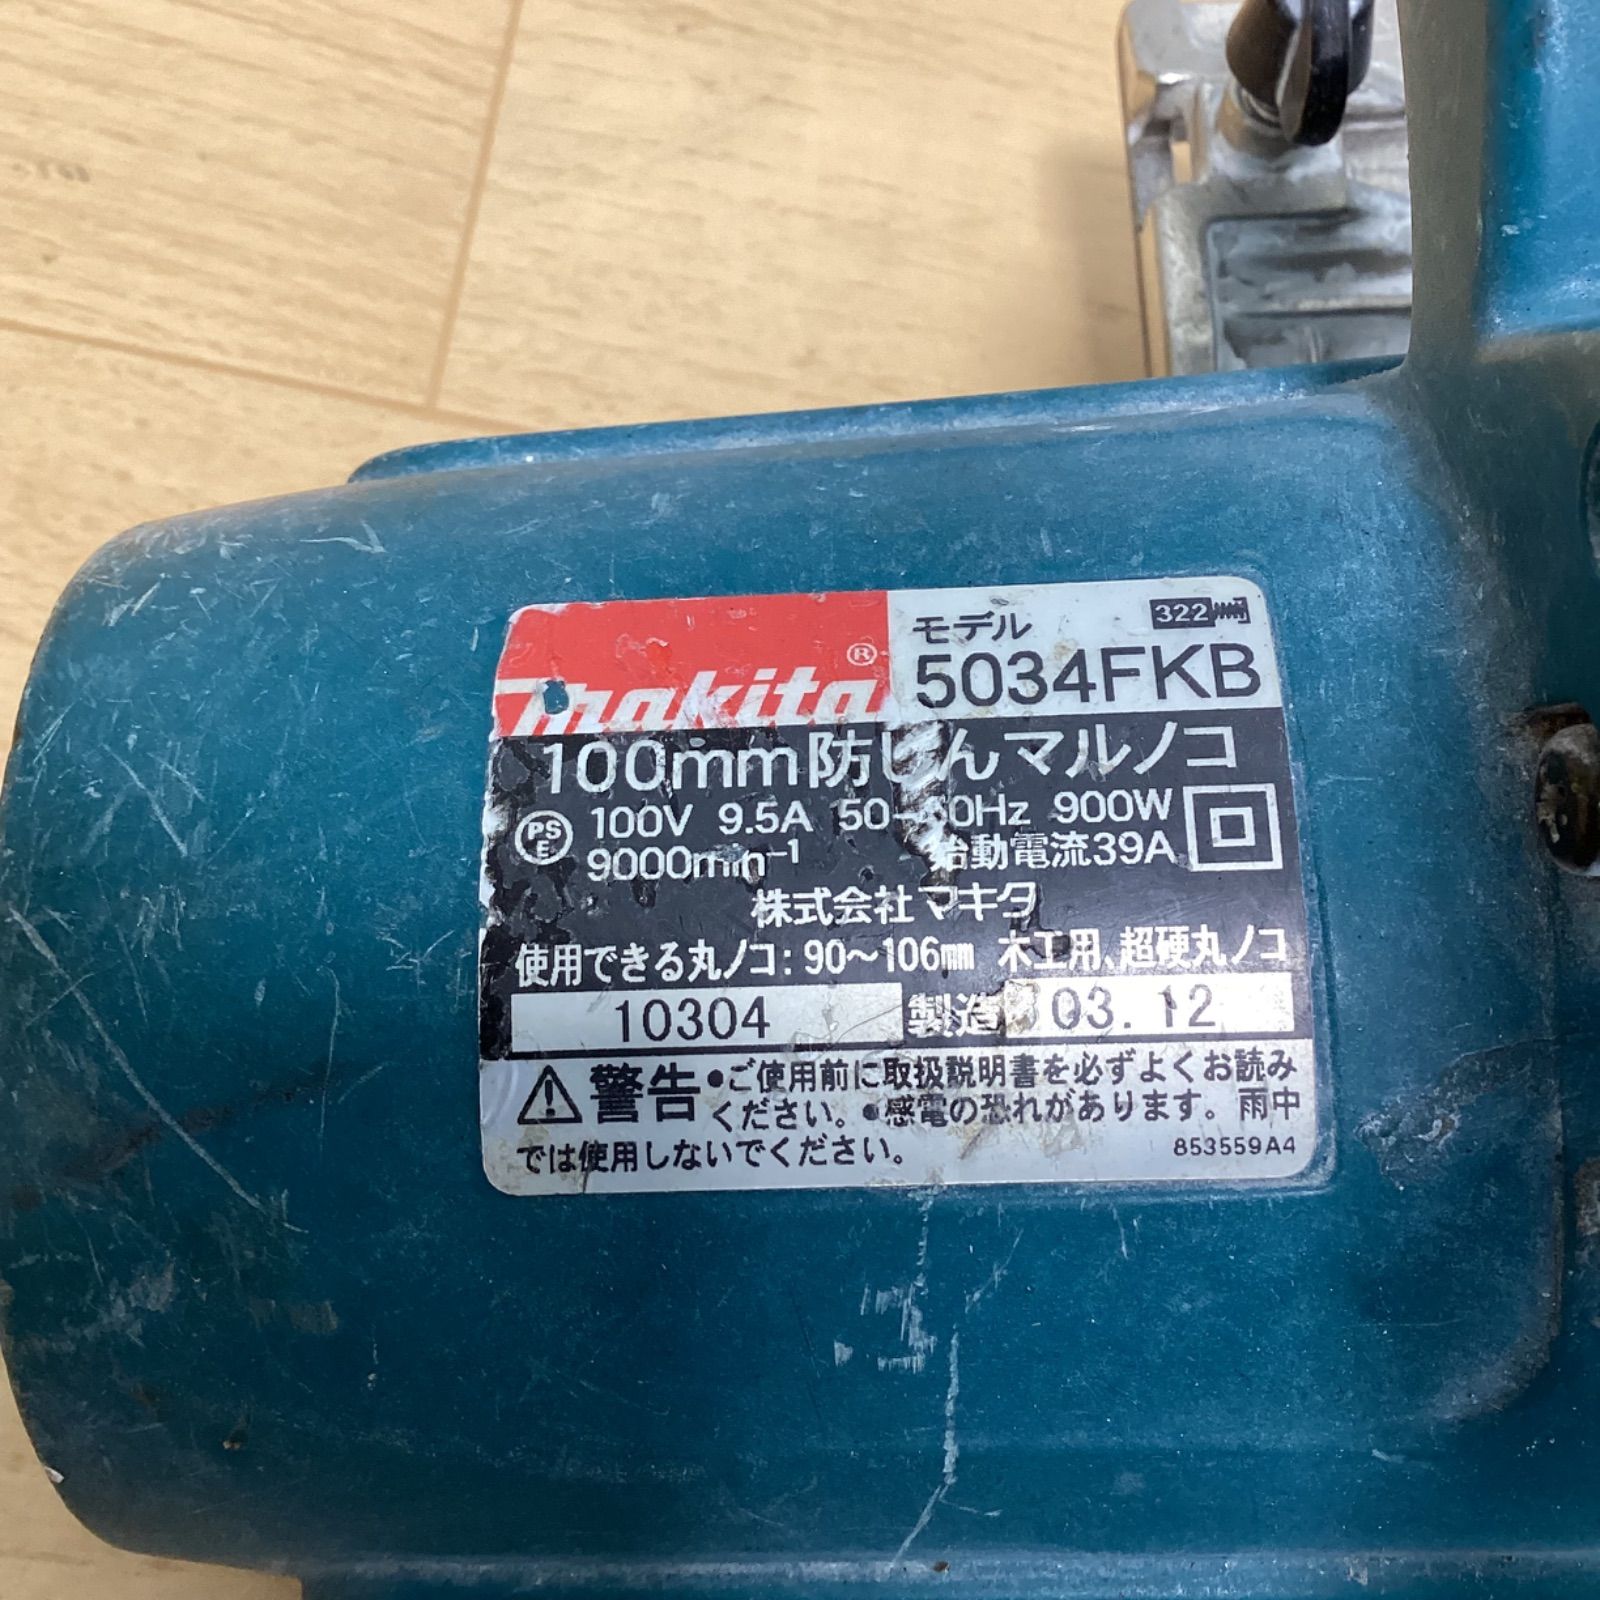 makita®
モデル 322
5034FKB
100mm防じんマルノコ
PSE 100V 9.5A 50-60Hz 900W
9000min⁻¹ 始動電流39A
株式会社マキタ
使用できる丸ノコ:90～106mm 木工用、超硬丸ノコ
10304 製造 03.12
⚠警告 •ご使用前に取扱説明書を必ずよくお読み
ください。•感電の恐れがあります。雨中
では使用しないでください。 853559A4